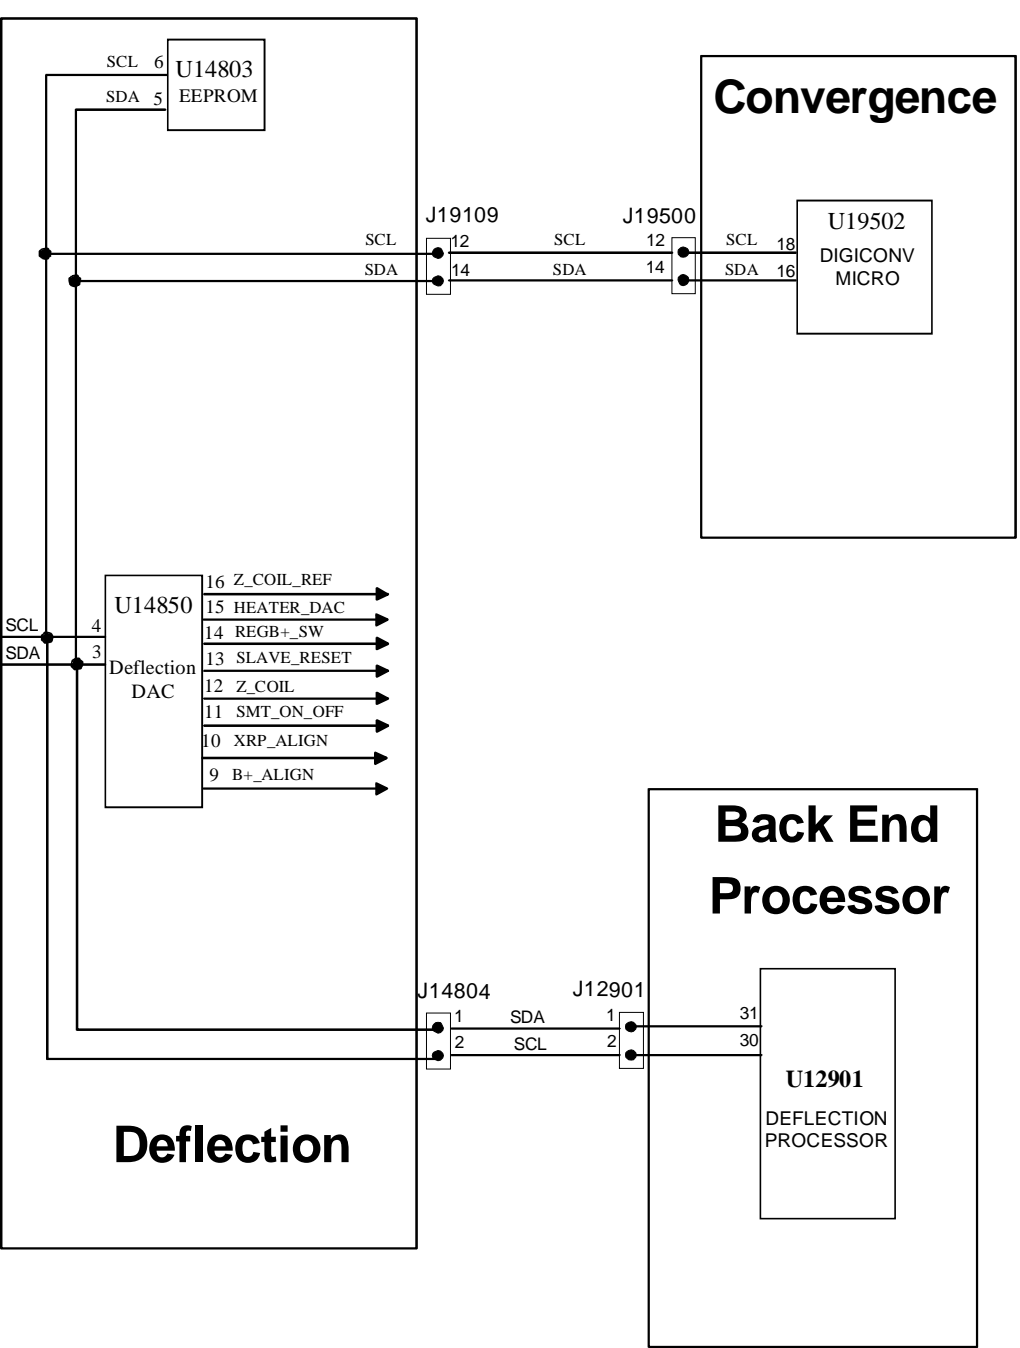 SCL 6
U14803
SDA 5
EEPROM
Convergence
J19109
J19500
SCL 12 SCL 12 SCL 18
SDA 14 SDA 14 SDA 16
U19502
DIGICONV
MICRO
SCL 4
SDA 3
U14850
Deflection
DAC
16 Z_COIL_REF
15 HEATER_DAC
14 REGB+_SW
13 SLAVE_RESET
12 Z_COIL
11 SMT_ON_OFF
10 XRP_ALIGN
9 B+_ALIGN
Back End
Processor
J14804
J12901
1 SDA 1 31
2 SCL 2 30
U12901
DEFLECTION
PROCESSOR
Deflection